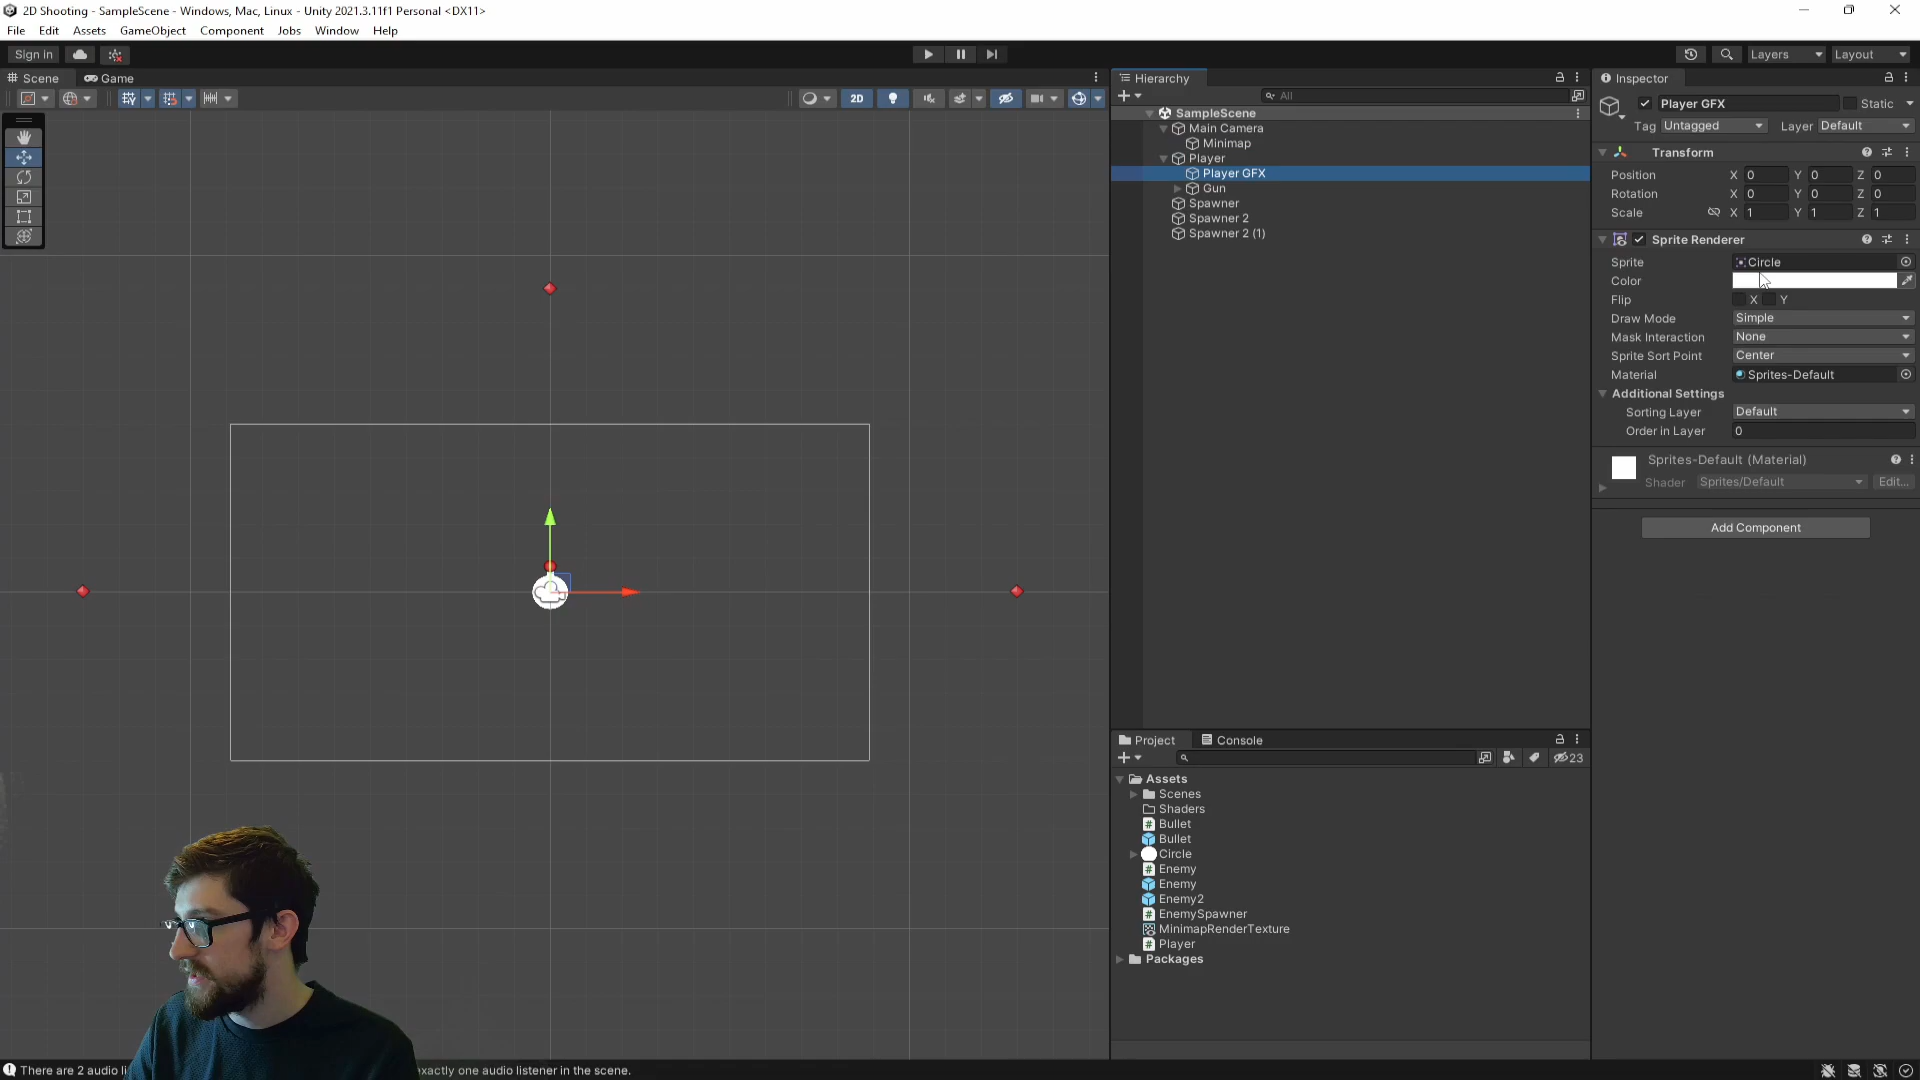 2D Shooting - SampleScene - Windows, Mac, Linux - Unity 2021.3.11f1 Personal <DX11>
File Edit Assets GameObject Component Jobs Window Help
Sign in
Layers
Layout
Scene
Game
2D
Hierarchy
All
SampleScene
Main Camera
Minimap
Player
Player GFX
Gun
Spawner
Spawner 2
Spawner 2 (1)
Inspector
Player GFX
Static
Tag Untagged Layer Default
Transform
Position X 0 Y 0 Z 0
Rotation X 0 Y 0 Z 0
Scale X 1 Y 1 Z 1
Sprite Renderer
Sprite Circle
Color
Flip X Y
Draw Mode Simple
Mask Interaction None
Sprite Sort Point Center
Material Sprites-Default
Additional Settings
Sorting Layer Default
Order in Layer 0
Sprites-Default (Material)
Shader Sprites/Default Edit...
Add Component
Project
Console
23
Assets
Scenes
Shaders
Bullet
Bullet
Circle
Enemy
Enemy
Enemy2
EnemySpawner
MinimapRenderTexture
Player
Packages
There are 2 audio li
xactly one audio listener in the scene.